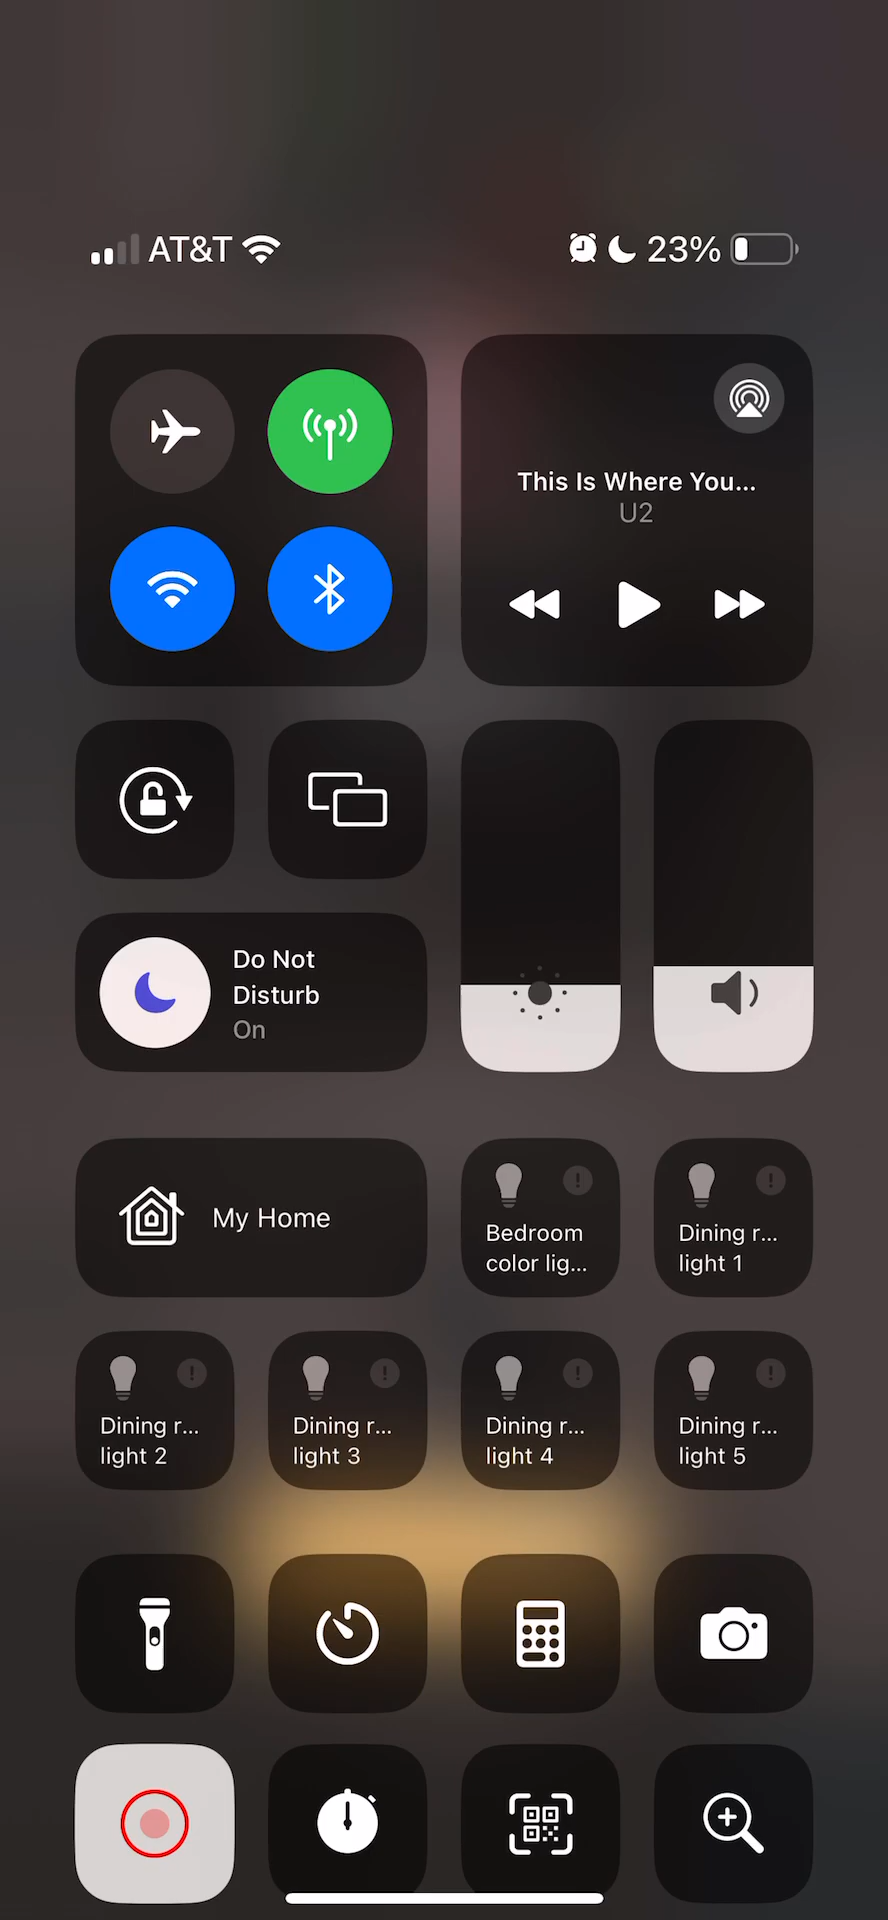 AT&T
23%
This Is Where You...
U2
Do Not
Disturb
On
My Home
Bedroom
color lig...
Dining r...
light 1
Dining r...
light 2
Dining r...
light 3
Dining r...
light 4
Dining r...
light 5